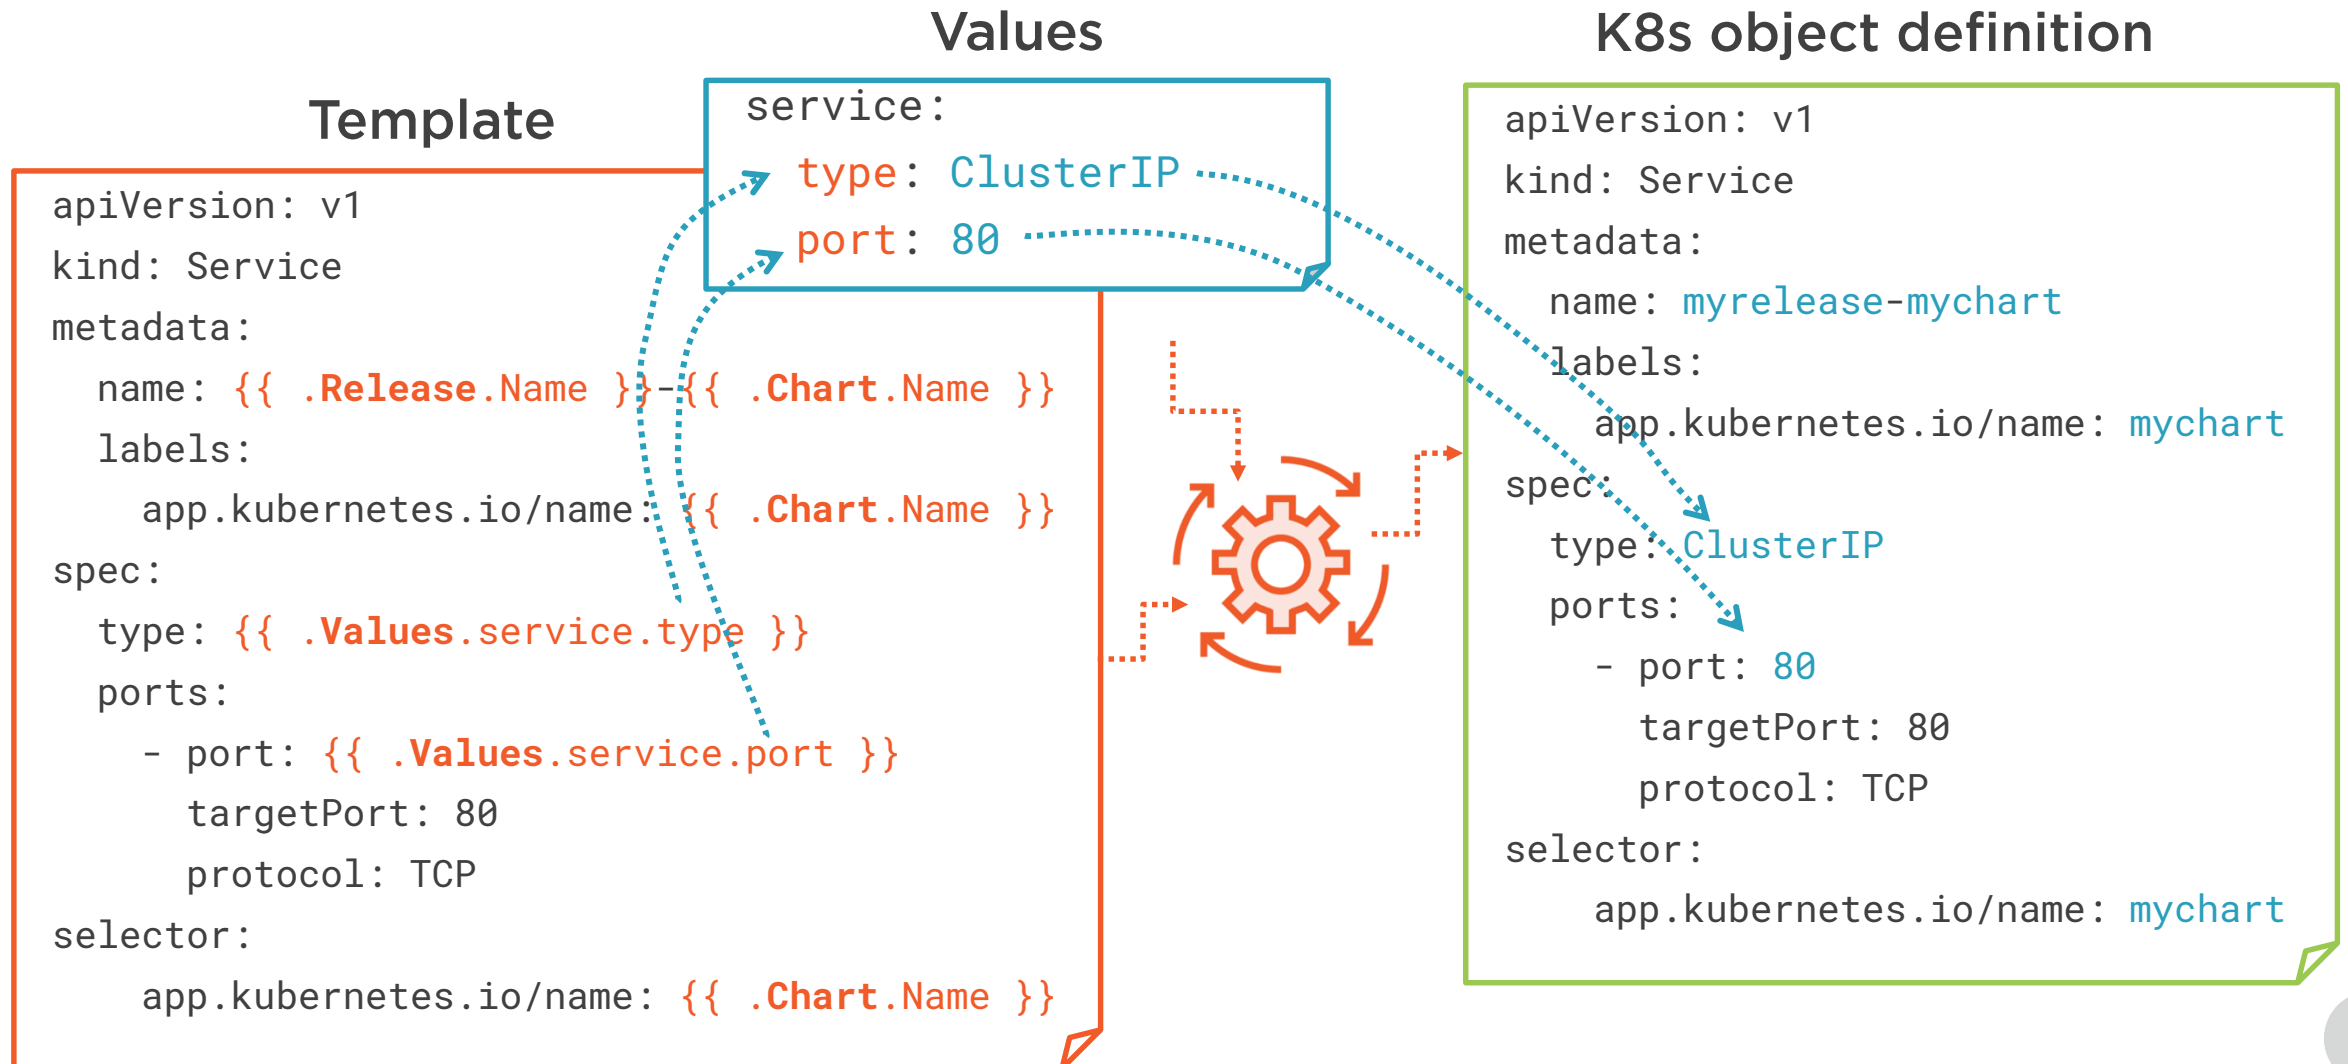 Template
apiVersion: v1
kind: Service
metadata:
  name: {{ .Release.Name }}-{{ .Chart.Name }}
  labels:
    app.kubernetes.io/name: {{ .Chart.Name }}
spec:
  type: {{ .Values.service.type }}
  ports:
    - port: {{ .Values.service.port }}
      targetPort: 80
      protocol: TCP
selector:
    app.kubernetes.io/name: {{ .Chart.Name }}
Values
service:
  type: ClusterIP
  port: 80
K8s object definition
apiVersion: v1
kind: Service
metadata:
  name: myrelease-mychart
  labels:
    app.kubernetes.io/name: mychart
spec:
  type: ClusterIP
  ports:
    - port: 80
      targetPort: 80
      protocol: TCP
selector:
    app.kubernetes.io/name: mychart